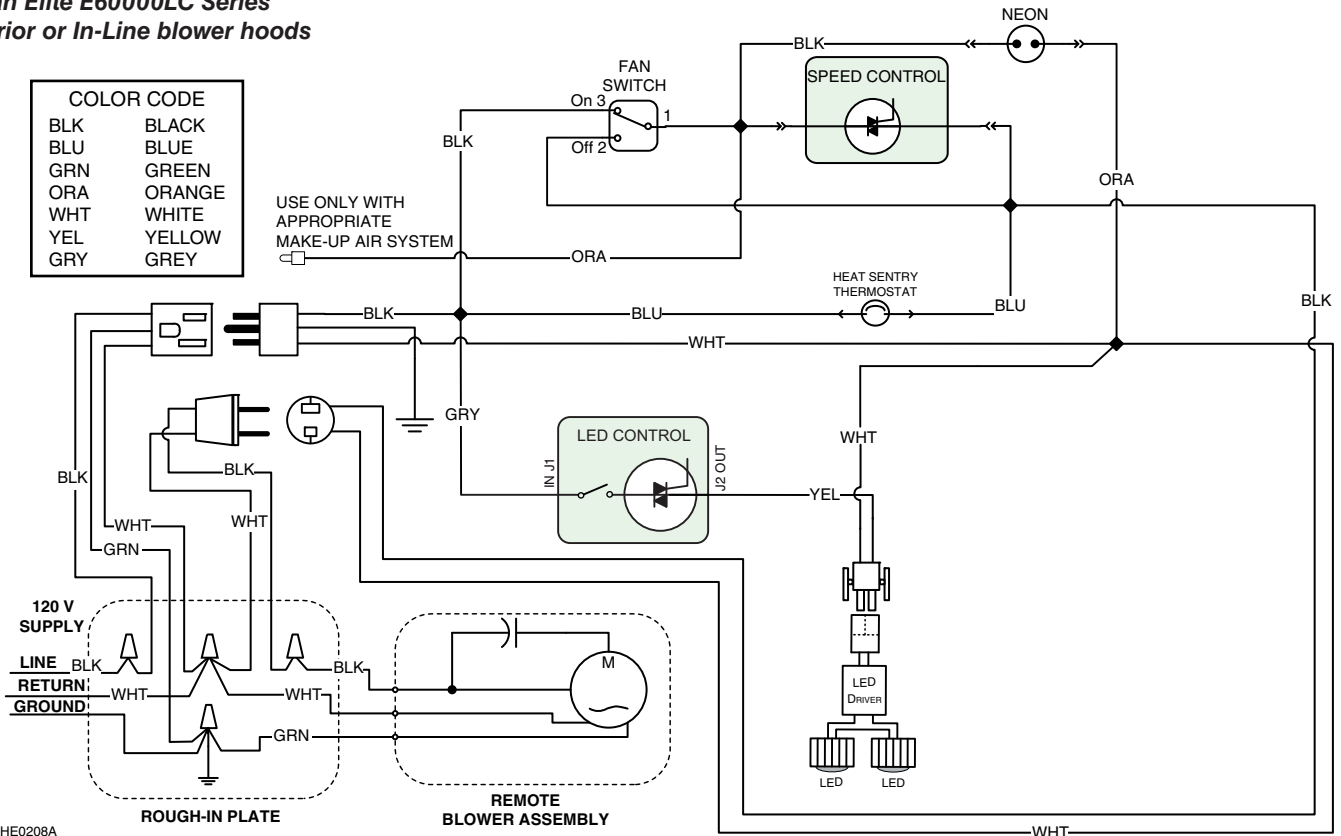 Elite E60000LC Series
or In-Line blower hoods
NEON
BLK
FAN
SWITCH
SPEED CONTROL
COLOR CODE
BLK BLACK
BLU BLUE
GRN GREEN
ORA ORANGE
WHT WHITE
YEL YELLOW
GRY GREY
On 3
1
BLK
Off 2
ORA
USE ONLY WITH
APPROPRIATE
MAKE-UP AIR SYSTEM
ORA
HEAT SENTRY
THERMOSTAT
BLK
BLU
BLU
BLK
WHT
GRY
LED CONTROL
IN J1
J2 OUT
WHT
BLK
BLK
YEL
WHT
WHT
GRN
120 V
SUPPLY
LINE BLK
RETURN
WHT
GROUND
BLK
WHT
GRN
M
LED
DRIVER
LED LED
ROUGH-IN PLATE
REMOTE
BLOWER ASSEMBLY
HE0208A
WHT